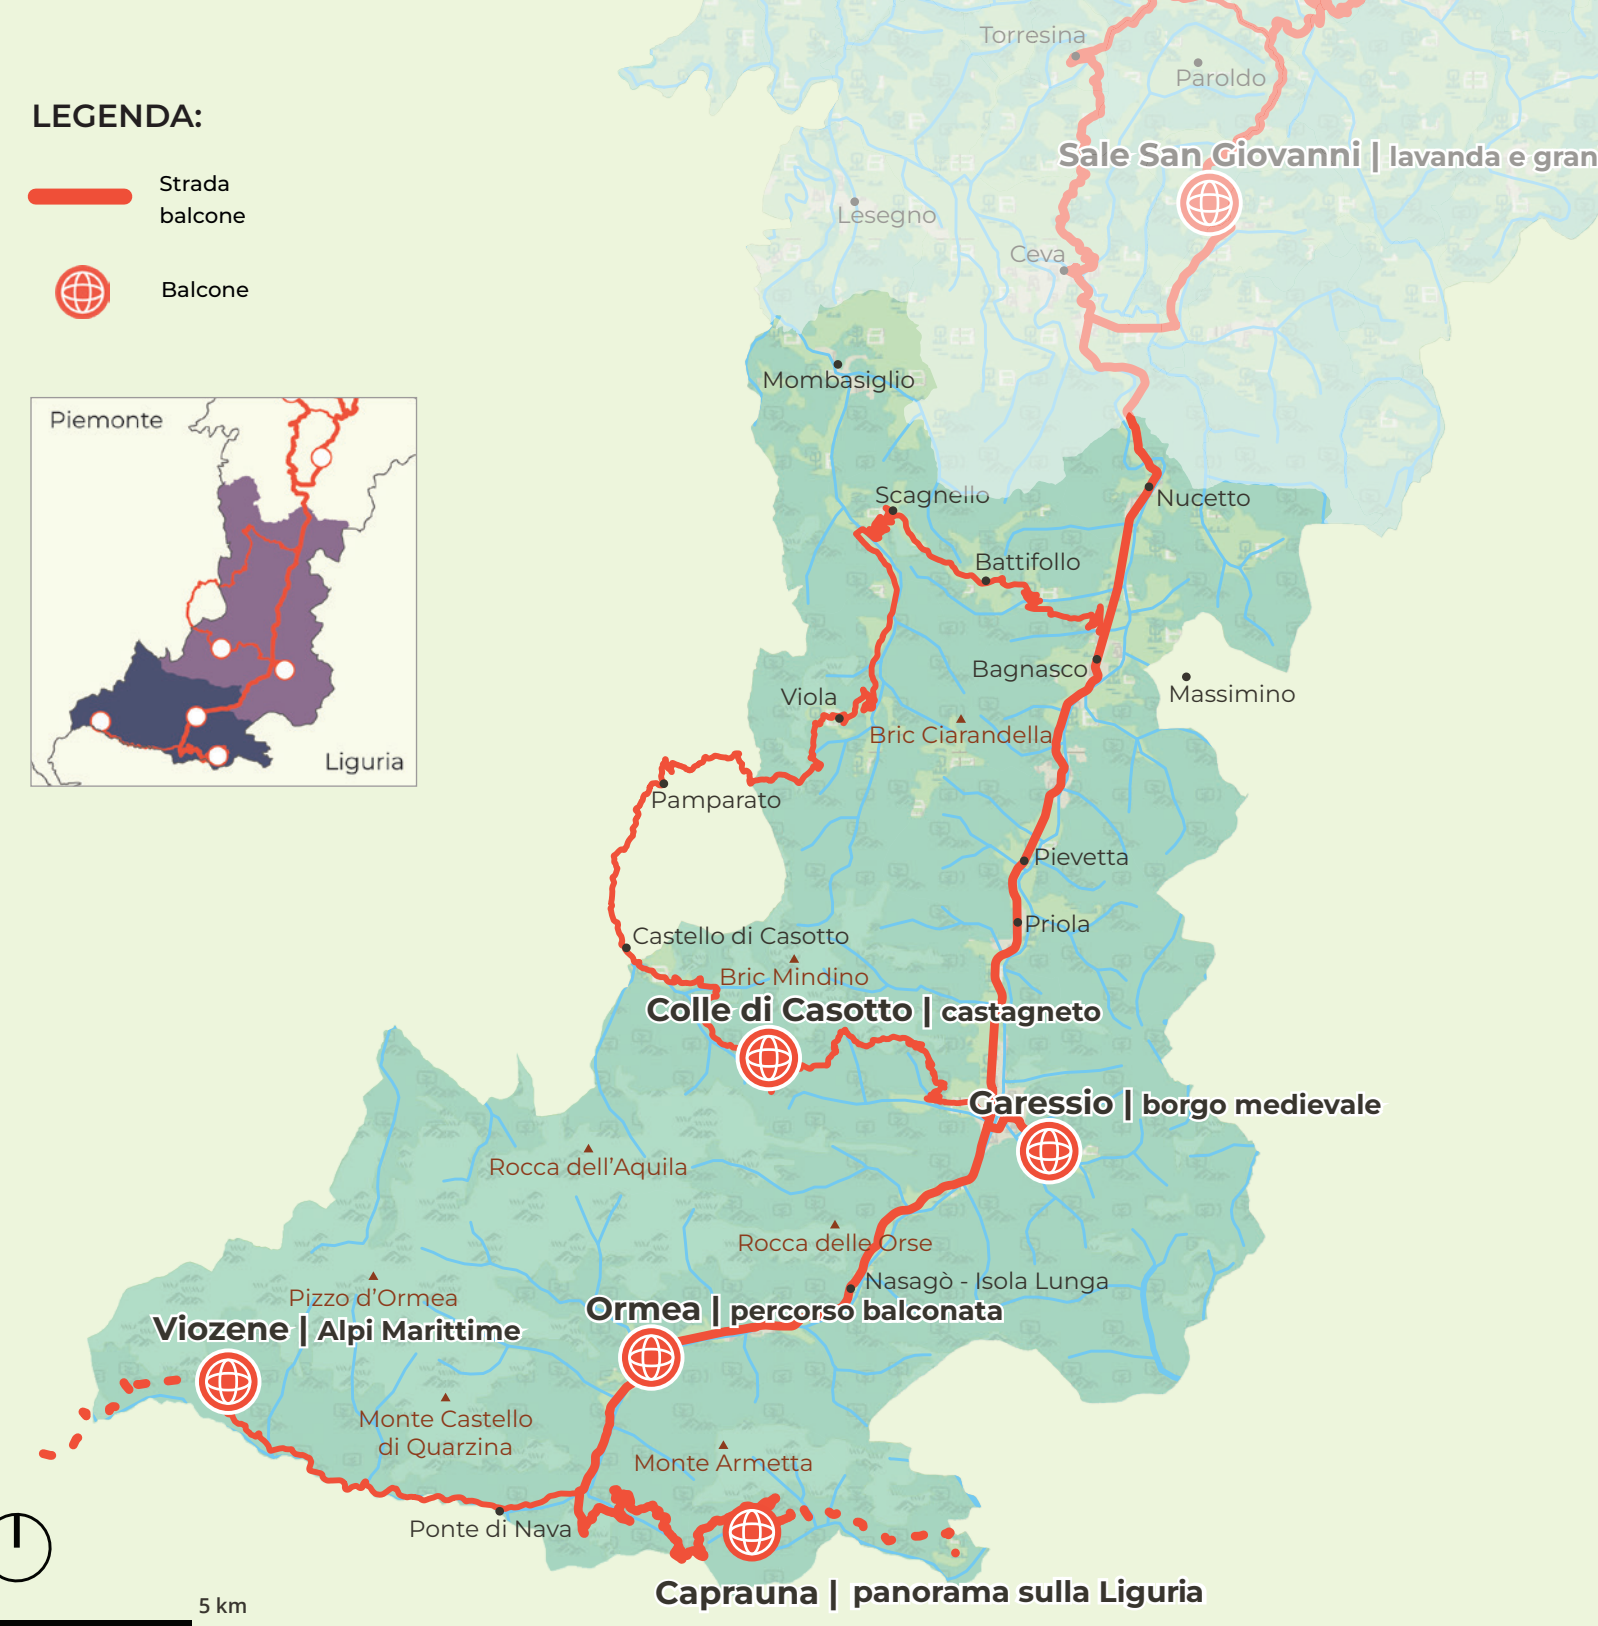 LEGENDA:
Strada
balcone
Balcone
Piemonte
Liguria
Torresina
Paroldo
Sale San Giovanni | lavanda e gran
Lesegno
Ceva
Mombasiglio
Scagnello
Nucetto
Battifollo
Bagnasco
Massimino
Viola
Bric Ciarandella
Pamparato
Pievetta
Priola
Castello di Casotto
Bric Mindino
Colle di Casotto | castagneto
Garessio | borgo medievale
Rocca dell'Aquila
Rocca delle Orse
Nasagò - Isola Lunga
Pizzo d'Ormea
Ormea | percorso balconata
Viozene | Alpi Marittime
Monte Castello
di Quarzina
Monte Armetta
Ponte di Nava
Caprauna | panorama sulla Liguria
5 km